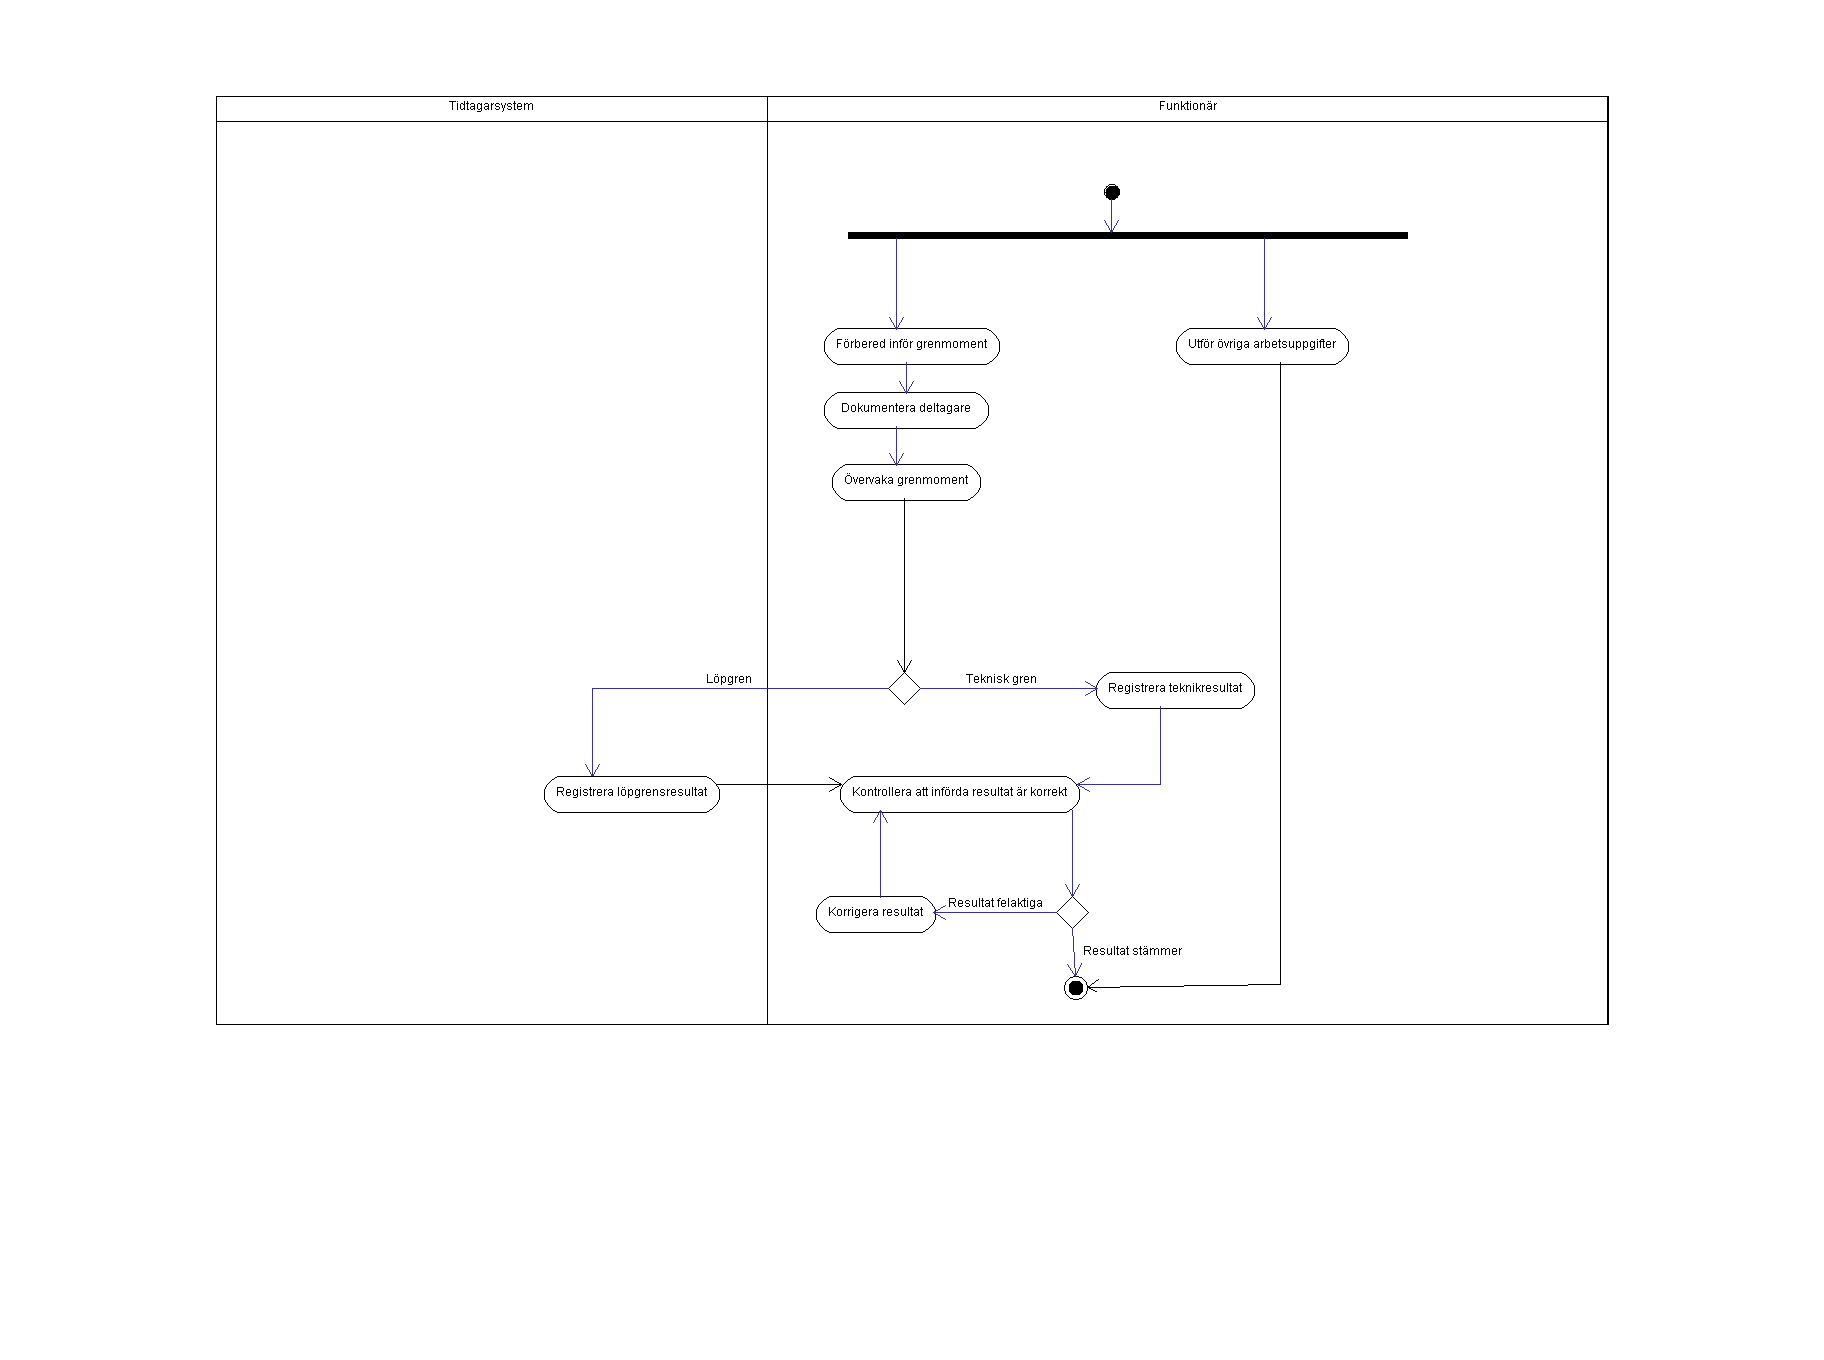 Tidtagarsystem
Funktionär
Förbered inför grenmoment
Utför övriga arbetsuppgifter
Dokumentera deltagare
Övervaka grenmoment
Löpgren
Teknisk gren
Registrera teknikresultat
Registrera löpgrensresultat
Kontrollera att införda resultat är korrekt
Korrigera resultat
Resultat felaktiga
Resultat stämmer